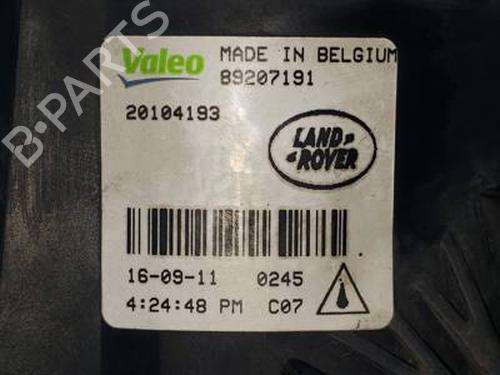 Valeo MADE IN BELGIUM
89207191
20104193
LAND-
-ROVER
16-09-11 0245
4:24:48 PM C07
B-PARTS